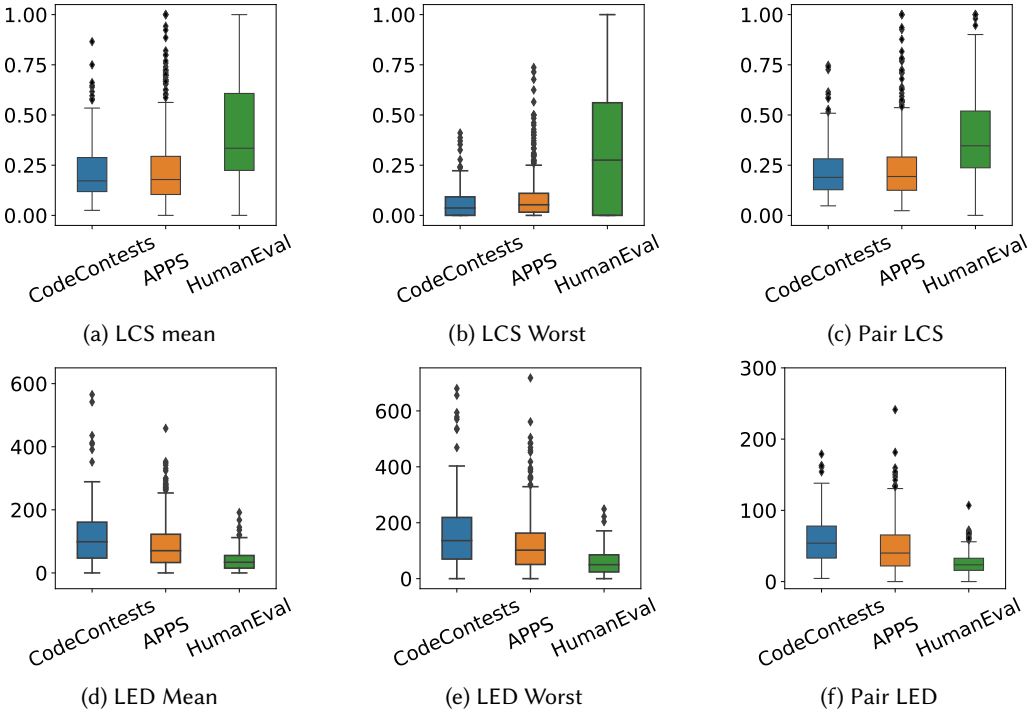 1.00
0.75
0.50
0.25
0.00
CodeContests
APPS
HumanEval
(a) LCS mean
1.00
0.75
0.50
0.25
0.00
CodeContests
APPS
HumanEval
(b) LCS Worst
1.00
0.75
0.50
0.25
0.00
CodeContests
APPS
HumanEval
(c) Pair LCS
600
400
200
0
CodeContests
APPS
HumanEval
(d) LED Mean
600
400
200
0
CodeContests
APPS
HumanEval
(e) LED Worst
300
200
100
0
CodeContests
APPS
HumanEval
(f) Pair LED